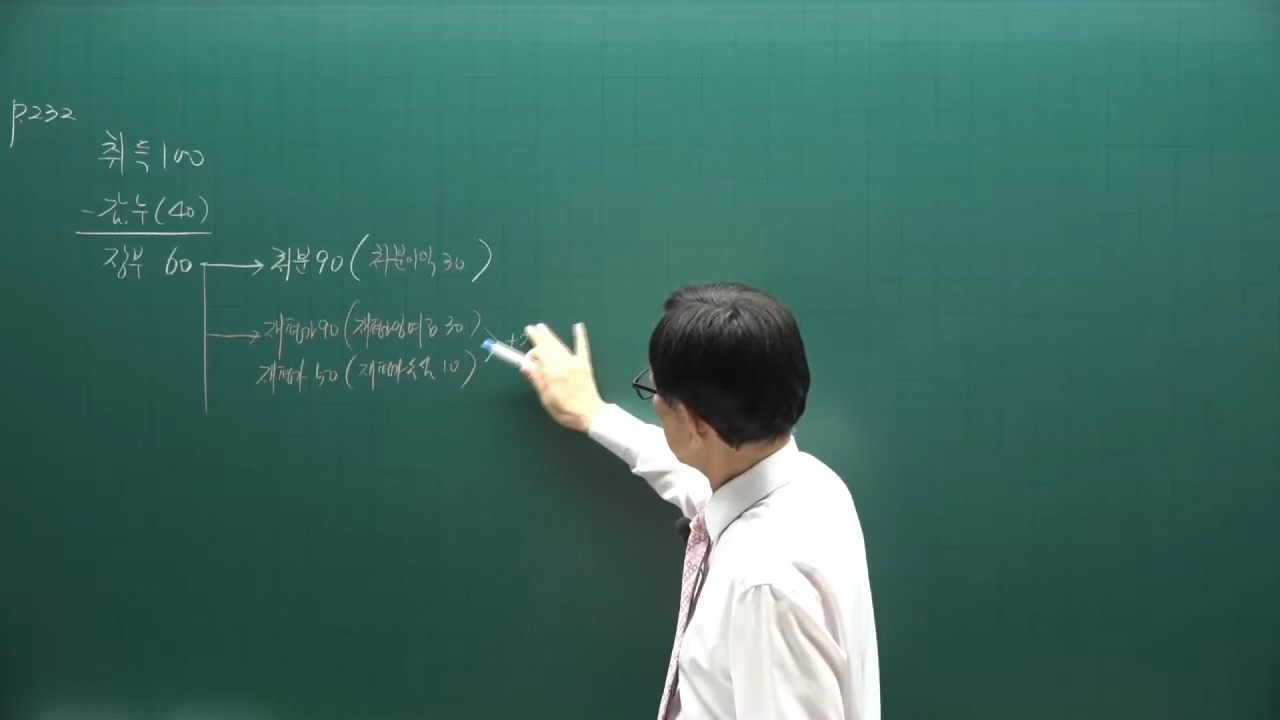 p.232
취득 100
-감.누(40)
장부 60 → 처분 90 (처분이익 30)
→ 재평가 90 (재평가잉여금 30)
재평가 50 (재평가손실 10)